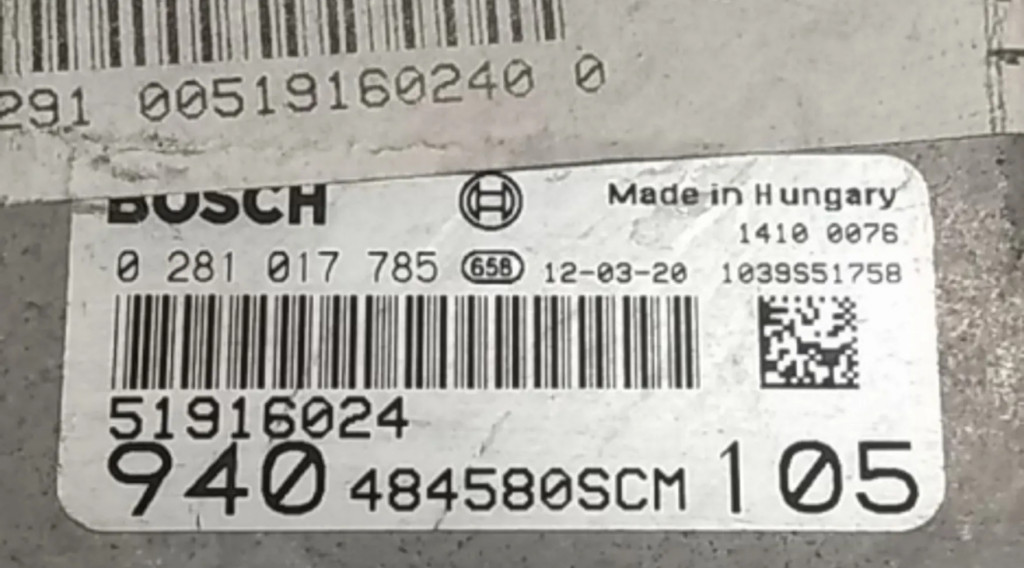 291 00519160240 0
BOSCH
Made in Hungary
1410 0076
0 281 017 785 658 12-03-20 1039S51758
51916024
940 484580SCM 105